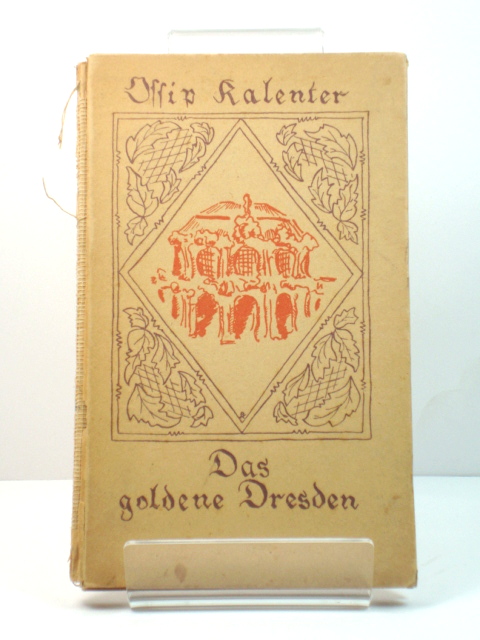 Oſſip Kalenter
Das
goldene Dresden